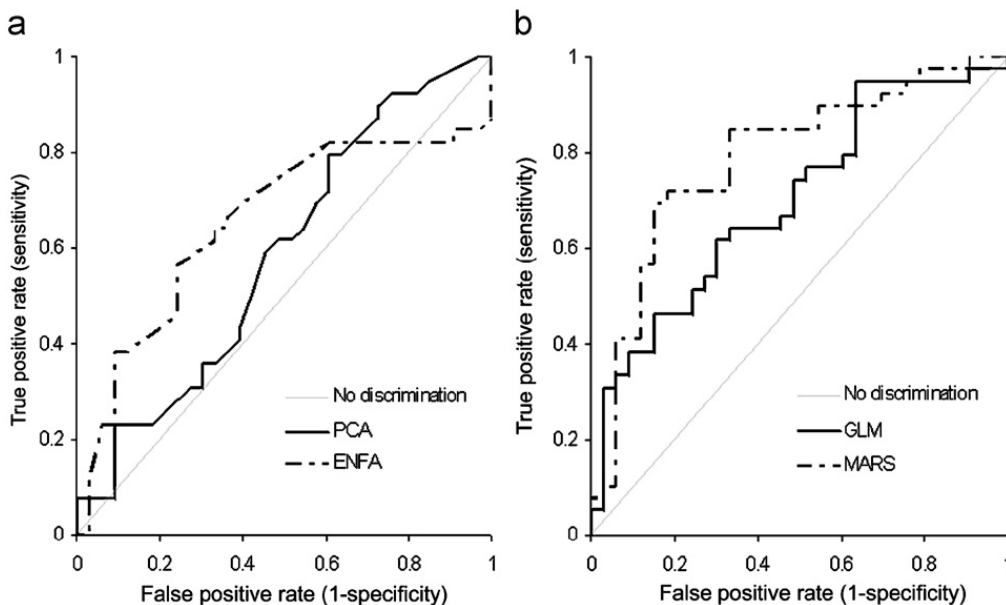 a
True positive rate (sensitivity)
1
0.8
0.6
0.4
0.2
0
No discrimination
PCA
ENFA
0
0.2
0.4
0.6
0.8
1
False positive rate (1-specificity)
b
True positive rate (sensitivity)
1
0.8
0.6
0.4
0.2
0
No discrimination
GLM
MARS
0
0.2
0.4
0.6
0.8
1
False positive rate (1-specificity)